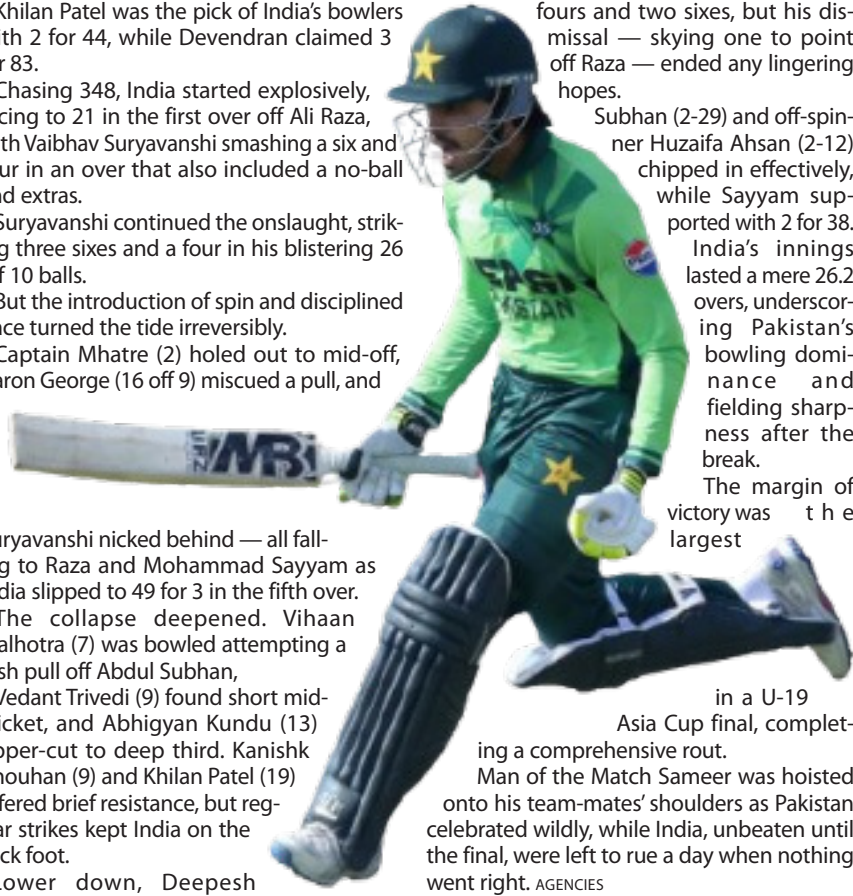 Khilan Patel was the pick of India's bowlers
ith 2 for 44, while Devendran claimed 3
r 83.
Chasing 348, India started explosively,
cing to 21 in the first over off Ali Raza,
th Vaibhav Suryavanshi smashing a six and
ur in an over that also included a no-ball
d extras.
Suryavanshi continued the onslaught, strik-
g three sixes and a four in his blistering 26
f 10 balls.
But the introduction of spin and disciplined
ce turned the tide irreversibly.
Captain Mhatre (2) holed out to mid-off,
aron George (16 off 9) miscued a pull, and
MB
uryavanshi nicked behind — all fall-
g to Raza and Mohammad Sayyam as
dia slipped to 49 for 3 in the fifth over.
The collapse deepened. Vihaan
alhotra (7) was bowled attempting a
sh pull off Abdul Subhan,
Vedant Trivedi (9) found short mid-
icket, and Abhigyan Kundu (13)
pper-cut to deep third. Kanishk
houhan (9) and Khilan Patel (19)
fered brief resistance, but reg-
ar strikes kept India on the
ck foot.
Lower down, Deepesh
fours and two sixes, but his dis-
missal — skying one to point
off Raza — ended any lingering
hopes.
Subhan (2-29) and off-spin-
ner Huzaifa Ahsan (2-12)
chipped in effectively,
while Sayyam sup-
ported with 2 for 38.
India's innings
lasted a mere 26.2
overs, underscor-
ing Pakistan's
bowling domi-
nance and
fielding sharp-
ness after the
break.
The margin of
victory was the
largest
in a U-19
Asia Cup final, complet-
ing a comprehensive rout.
Man of the Match Sameer was hoisted
onto his team-mates' shoulders as Pakistan
celebrated wildly, while India, unbeaten until
the final, were left to rue a day when nothing
went right. AGENCIES